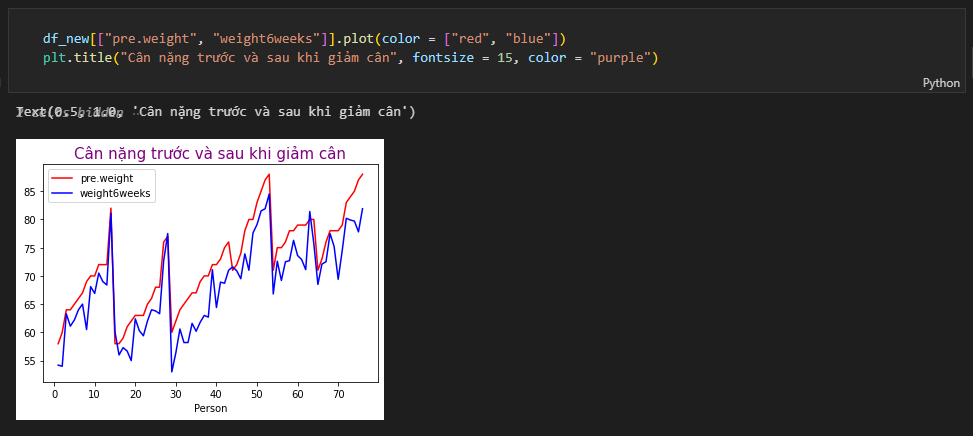 df_new[["pre.weight", "weight6weeks"]].plot(color = ["red", "blue"])
plt.title("Cân nặng trước và sau khi giảm cân", fontsize = 15, color = "purple")
Python
Text(0.5, 1.0, 'Cân nặng trước và sau khi giảm cân')
Cân nặng trước và sau khi giảm cân
pre.weight
weight6weeks
85
80
75
70
65
60
55
0 10 20 30 40 50 60 70
Person